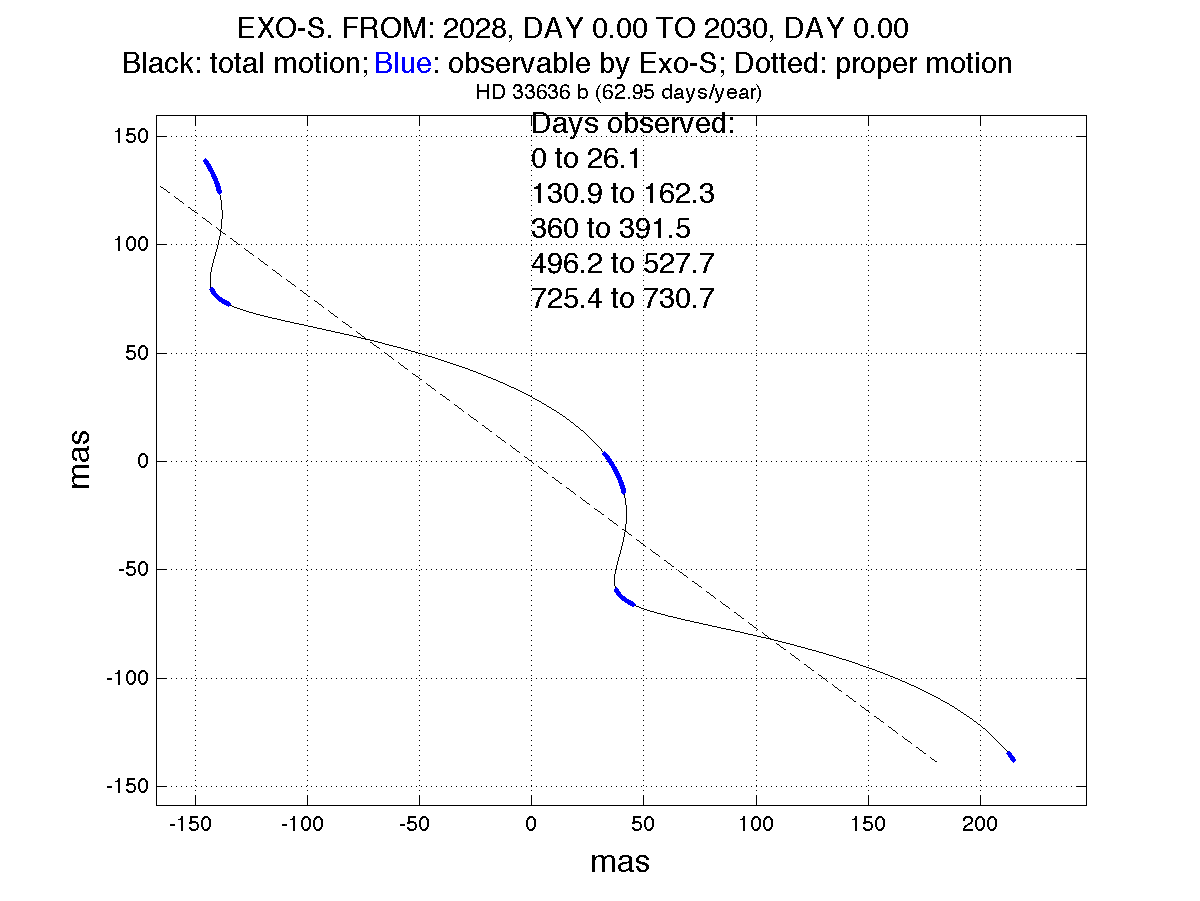 EXO-S. FROM: 2028, DAY 0.00 TO 2030, DAY 0.00
Black: total motion; Blue: observable by Exo-S; Dotted: proper motion
HD 33636 b (62.95 days/year)
Days observed:
0 to 26.1
130.9 to 162.3
360 to 391.5
496.2 to 527.7
725.4 to 730.7
150
100
50
0
-50
-100
-150
mas
-150 -100 -50 0 50 100 150 200
mas